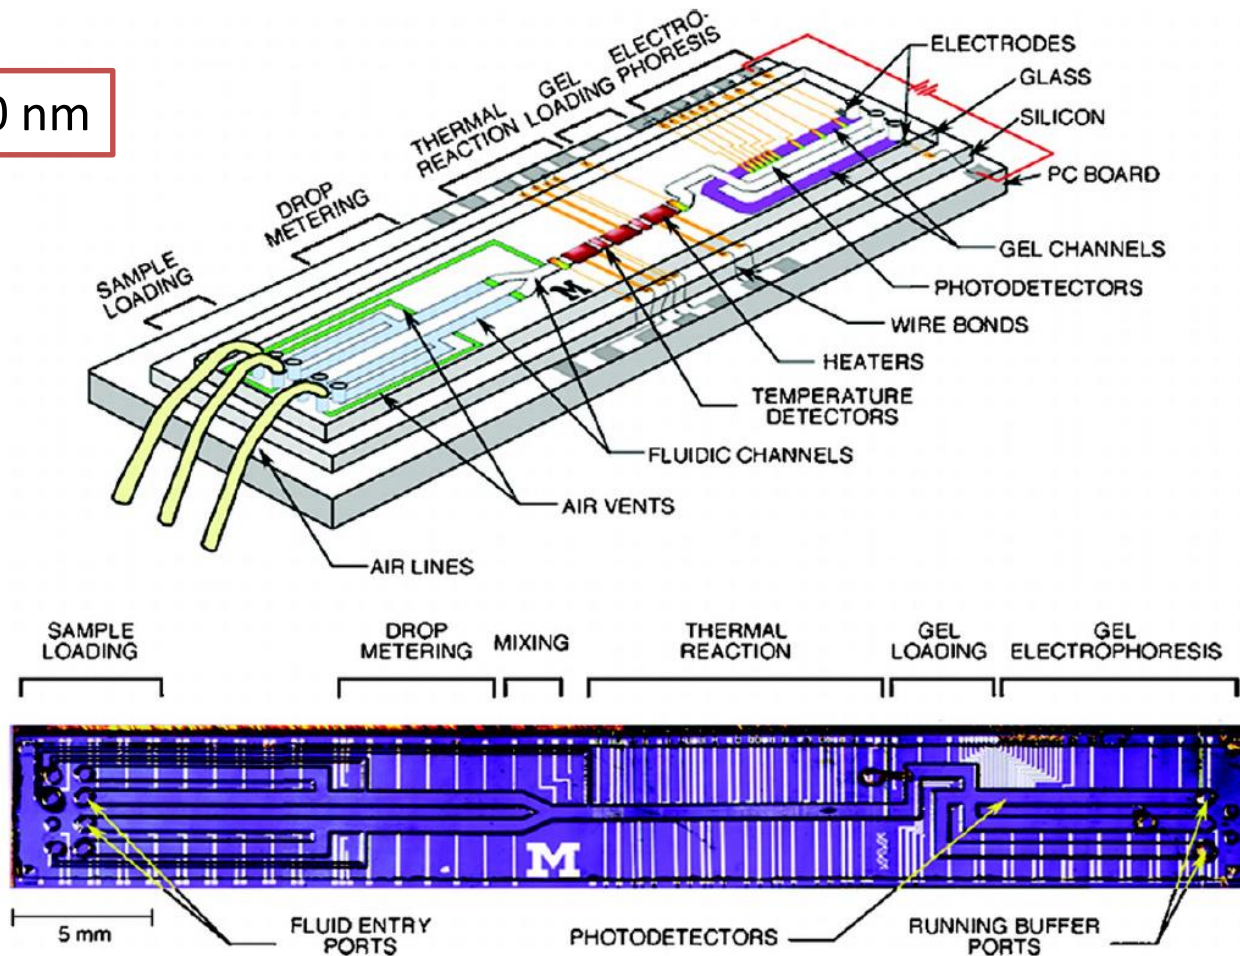 0 nm
SAMPLE
LOADING
DROP
METERING
THERMAL
REACTION
GEL
LOADING
ELECTRO-
PHORESIS
ELECTRODES
GLASS
SILICON
PC BOARD
GEL CHANNELS
PHOTODETECTORS
WIRE BONDS
HEATERS
TEMPERATURE
DETECTORS
FLUIDIC CHANNELS
AIR VENTS
AIR LINES
M
SAMPLE
LOADING
DROP
METERING
MIXING
THERMAL
REACTION
GEL
LOADING
GEL
ELECTROPHORESIS
M
5 mm
FLUID ENTRY
PORTS
PHOTODETECTORS
RUNNING BUFFER
PORTS